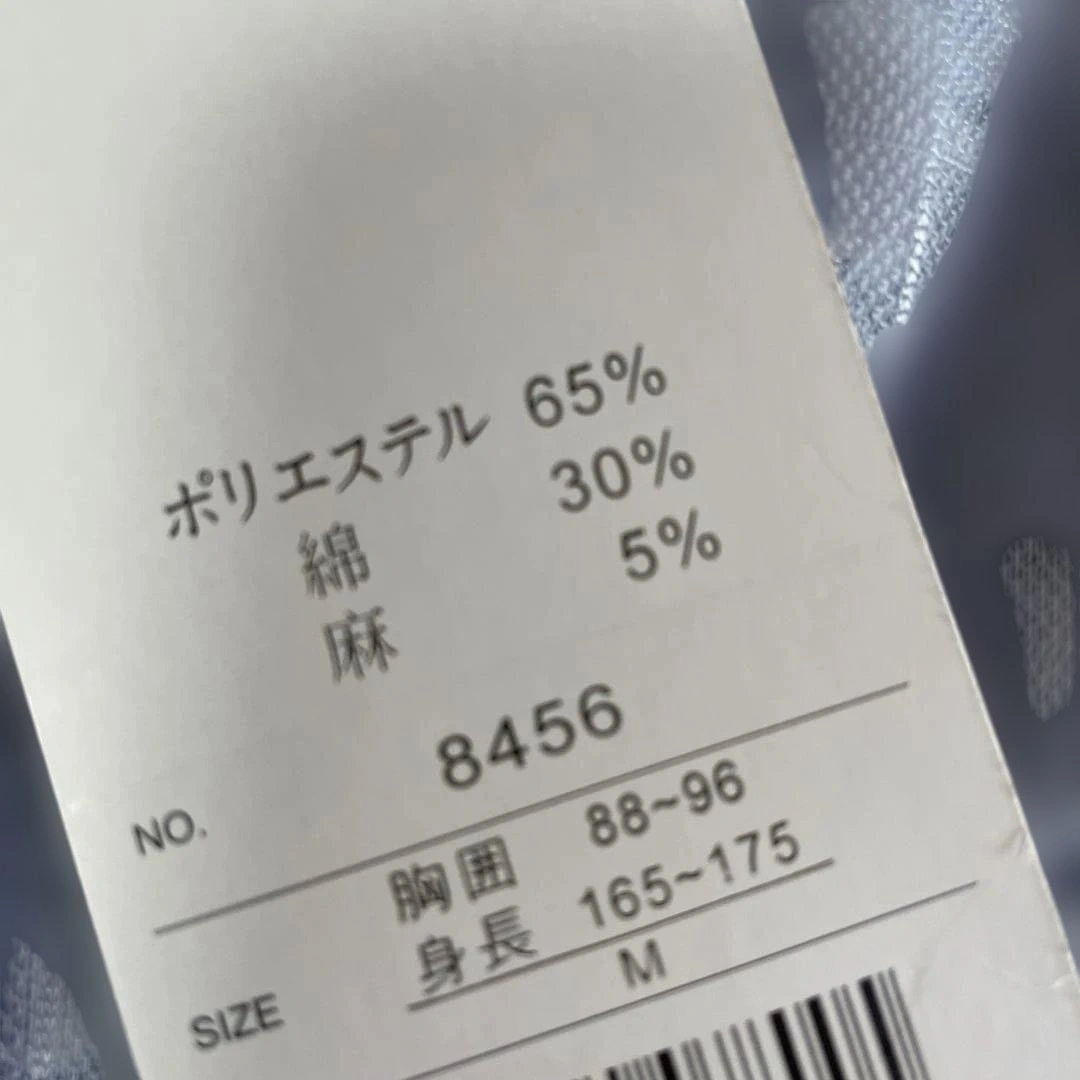 ポリエステル 65%
綿 30%
麻 5%
NO. 8456
胸囲 88~96
身長 165~175
SIZE M